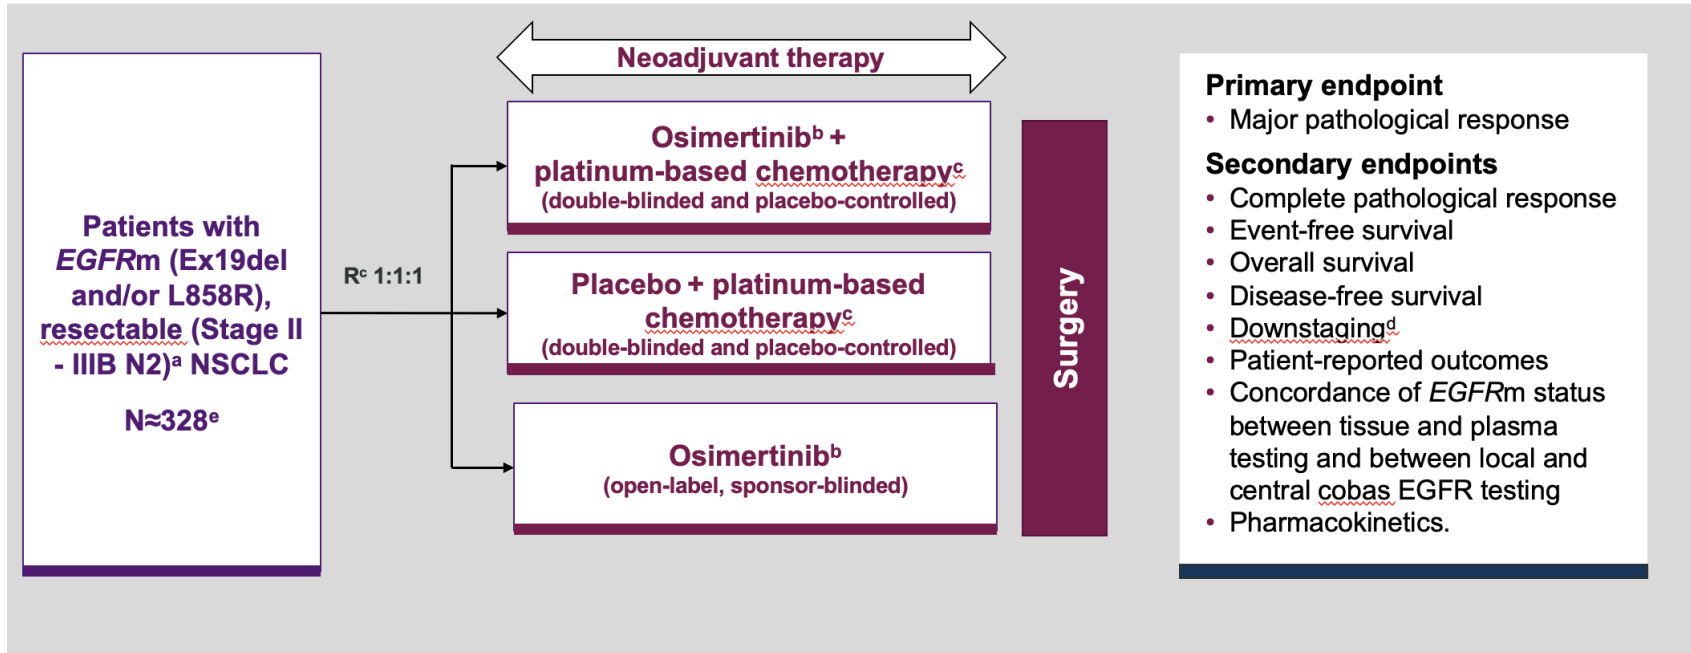 Neoadjuvant therapy
Patients with
EGFRm (Ex19del
and/or L858R),
resectable (Stage II
- IIIB N2)ᵃ NSCLC
N≈328ᵉ
Rᶜ 1:1:1
Osimertinibᵇ +
platinum-based chemotherapyᶜ
(double-blinded and placebo-controlled)
Placebo + platinum-based
chemotherapyᶜ
(double-blinded and placebo-controlled)
Osimertinibᵇ
(open-label, sponsor-blinded)
Surgery
Primary endpoint
• Major pathological response
Secondary endpoints
• Complete pathological response
• Event-free survival
• Overall survival
• Disease-free survival
• Downstagingᵈ
• Patient-reported outcomes
• Concordance of EGFRm status
between tissue and plasma
testing and between local and
central cobas EGFR testing
• Pharmacokinetics.